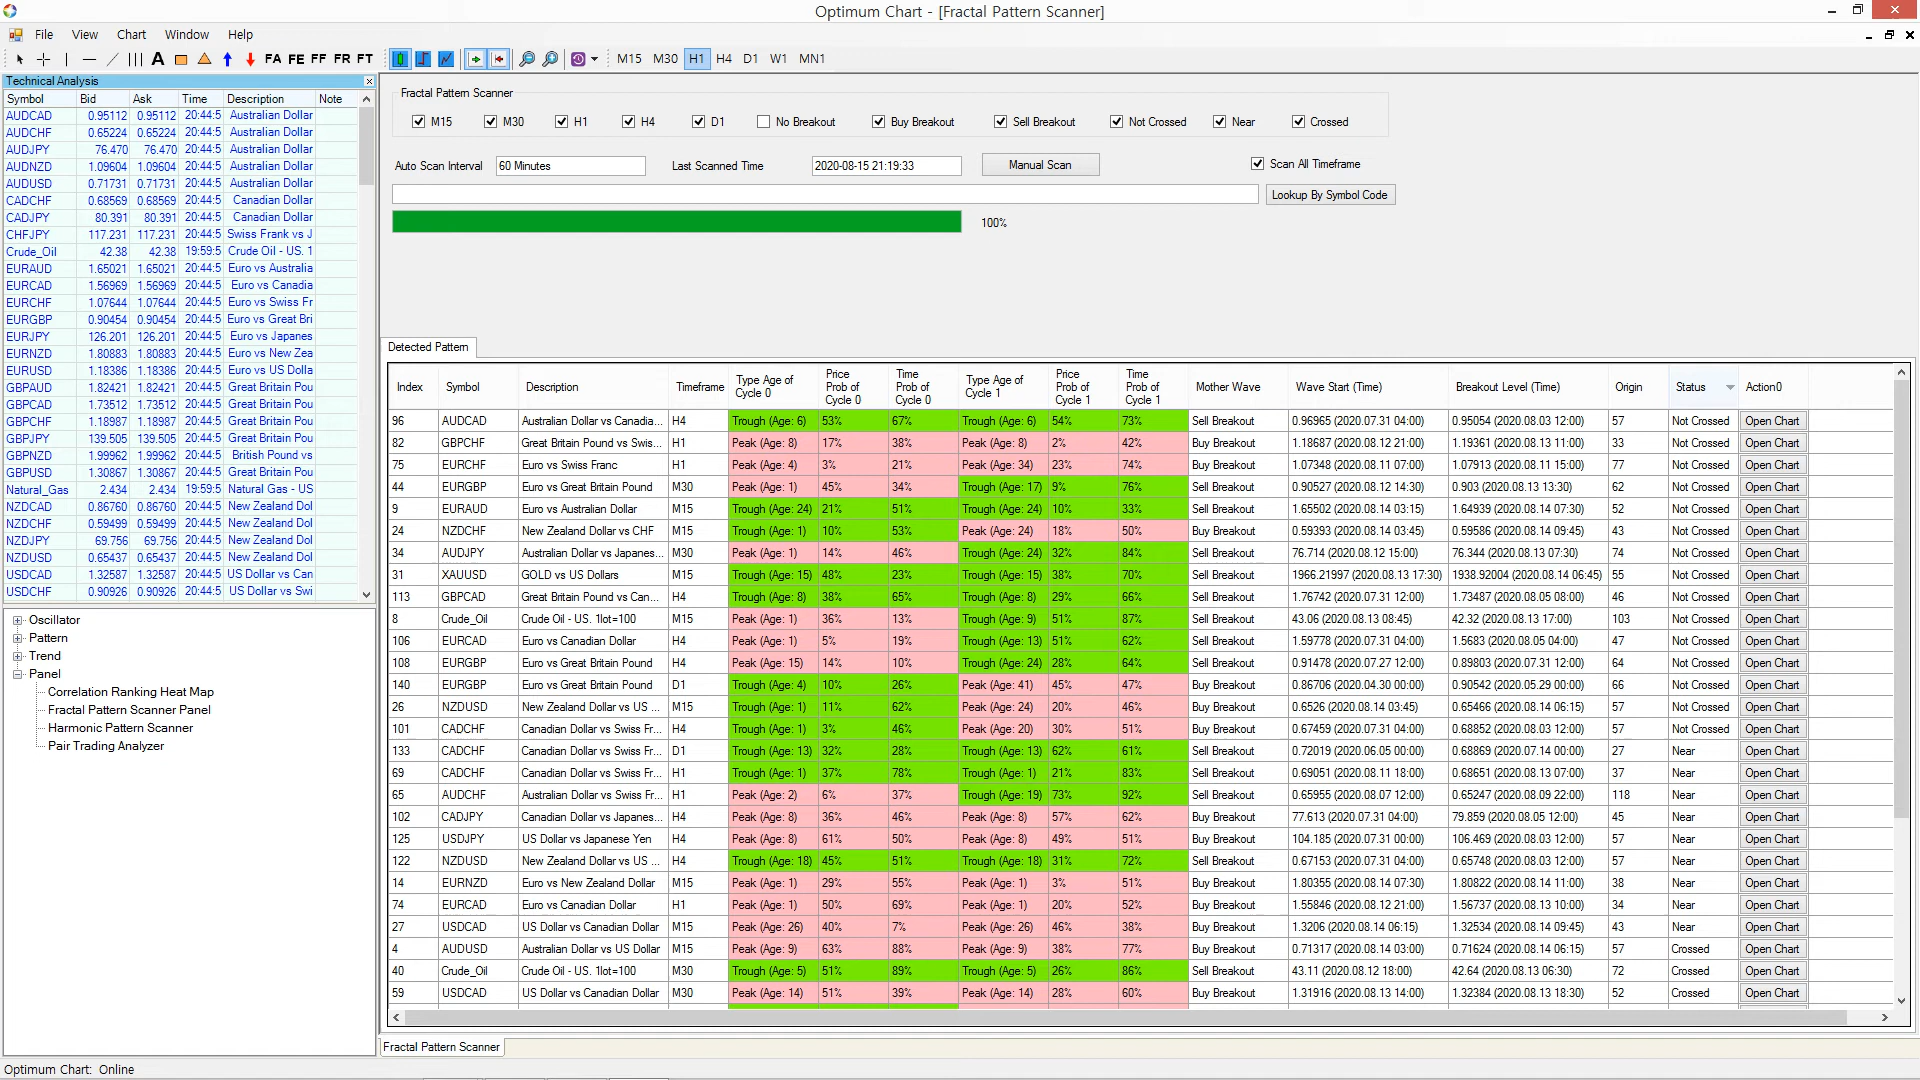 Optimum Chart - [Fractal Pattern Scanner]
File View Chart Window Help
A FA FE FF FR FT M15 M30 H1 H4 D1 W1 MN1
Technical Analysis
Symbol Bid Ask Time Description Note
AUDCAD 0.95112 0.95112 20:44:5 Australian Dollar
AUDCHF 0.65224 0.65224 20:44:5 Australian Dollar
AUDJPY 76.470 76.470 20:44:5 Australian Dollar
AUDNZD 1.09604 1.09604 20:44:5 Australian Dollar
AUDUSD 0.71731 0.71731 20:44:5 Australian Dollar
CADCHF 0.68569 0.68569 20:44:5 Canadian Dollar
CADJPY 80.391 80.391 20:44:5 Canadian Dollar
CHFJPY 117.231 117.231 20:44:5 Swiss Frank vs J
Crude_Oil 42.38 42.38 19:59:5 Crude Oil - US. 1
EURAUD 1.65021 1.65021 20:44:5 Euro vs Australia
EURCAD 1.56969 1.56969 20:44:5 Euro vs Canadia
EURCHF 1.07644 1.07644 20:44:5 Euro vs Swiss Fr
EURGBP 0.90454 0.90454 20:44:5 Euro vs Great Bri
EURJPY 126.201 126.201 20:44:5 Euro vs Japanes
EURNZD 1.80883 1.80883 20:44:5 Euro vs New Zea
EURUSD 1.18386 1.18386 20:44:5 Euro vs US Dolla
GBPAUD 1.82421 1.82421 20:44:5 Great Britain Pou
GBPCAD 1.73512 1.73512 20:44:5 Great Britain Pou
GBPCHF 1.18987 1.18987 20:44:5 Great Britain Pou
GBPJPY 139.505 139.505 20:44:5 Great Britain Pou
GBPNZD 1.99962 1.99962 20:44:5 British Pound vs
GBPUSD 1.30867 1.30867 20:44:5 Great Britain Pou
Natural_Gas 2.434 2.434 19:59:5 Natural Gas - US
NZDCAD 0.86760 0.86760 20:44:5 New Zealand Dol
NZDCHF 0.59499 0.59499 20:44:5 New Zealand Dol
NZDJPY 69.756 69.756 20:44:5 New Zealand Dol
NZDUSD 0.65437 0.65437 20:44:5 New Zealand Dol
USDCAD 1.32587 1.32587 20:44:5 US Dollar vs Can
USDCHF 0.90926 0.90926 20:44:5 US Dollar vs Swi
Oscillator
Pattern
Trend
Panel
Correlation Ranking Heat Map
Fractal Pattern Scanner Panel
Harmonic Pattern Scanner
Pair Trading Analyzer
Fractal Pattern Scanner
M15 M30 H1 H4 D1 No Breakout Buy Breakout Sell Breakout Not Crossed Near Crossed
Auto Scan Interval 60 Minutes Last Scanned Time 2020-08-15 21:19:33 Manual Scan Scan All Timeframe
Lookup By Symbol Code
100%
Detected Pattern
Index Symbol Description Timeframe Type Age of Cycle 0 Price Prob of Cycle 0 Time Prob of Cycle 0 Type Age of Cycle 1 Price Prob of Cycle 1 Time Prob of Cycle 1 Mother Wave Wave Start (Time) Breakout Level (Time) Origin Status Action0
96 AUDCAD Australian Dollar vs Canadia... H4 Trough (Age: 6) 53% 67% Trough (Age: 6) 54% 73% Sell Breakout 0.96965 (2020.07.31 04:00) 0.95054 (2020.08.03 12:00) 57 Not Crossed Open Chart
82 GBPCHF Great Britain Pound vs Swis... H1 Peak (Age: 8) 17% 38% Peak (Age: 8) 2% 42% Buy Breakout 1.18687 (2020.08.12 21:00) 1.19361 (2020.08.13 11:00) 33 Not Crossed Open Chart
75 EURCHF Euro vs Swiss Franc H1 Peak (Age: 4) 3% 21% Peak (Age: 34) 23% 74% Buy Breakout 1.07348 (2020.08.11 07:00) 1.07913 (2020.08.11 15:00) 77 Not Crossed Open Chart
44 EURGBP Euro vs Great Britain Pound M30 Peak (Age: 1) 45% 34% Trough (Age: 17) 9% 76% Sell Breakout 0.90527 (2020.08.12 14:30) 0.903 (2020.08.13 13:30) 62 Not Crossed Open Chart
9 EURAUD Euro vs Australian Dollar M15 Trough (Age: 24) 21% 51% Trough (Age: 24) 10% 33% Sell Breakout 1.65502 (2020.08.14 03:15) 1.64939 (2020.08.14 07:30) 52 Not Crossed Open Chart
24 NZDCHF New Zealand Dollar vs CHF M15 Trough (Age: 1) 10% 53% Peak (Age: 24) 18% 50% Buy Breakout 0.59393 (2020.08.14 03:45) 0.59586 (2020.08.14 09:45) 43 Not Crossed Open Chart
34 AUDJPY Australian Dollar vs Japanes... M30 Peak (Age: 1) 14% 46% Trough (Age: 24) 32% 84% Sell Breakout 76.714 (2020.08.12 15:00) 76.344 (2020.08.13 07:30) 74 Not Crossed Open Chart
31 XAUUSD GOLD vs US Dollars M15 Trough (Age: 15) 48% 23% Trough (Age: 15) 38% 70% Sell Breakout 1966.21997 (2020.08.13 17:30) 1938.92004 (2020.08.14 06:45) 55 Not Crossed Open Chart
113 GBPCAD Great Britain Pound vs Can... H4 Trough (Age: 8) 38% 65% Trough (Age: 8) 29% 66% Sell Breakout 1.76742 (2020.07.31 12:00) 1.73487 (2020.08.05 08:00) 46 Not Crossed Open Chart
8 Crude_Oil Crude Oil - US. 1lot=100 M15 Peak (Age: 1) 36% 13% Trough (Age: 9) 51% 87% Sell Breakout 43.06 (2020.08.13 08:45) 42.32 (2020.08.13 17:00) 103 Not Crossed Open Chart
106 EURCAD Euro vs Canadian Dollar H4 Peak (Age: 1) 5% 19% Trough (Age: 13) 51% 62% Sell Breakout 1.59778 (2020.07.31 04:00) 1.5683 (2020.08.05 04:00) 47 Not Crossed Open Chart
108 EURGBP Euro vs Great Britain Pound H4 Peak (Age: 15) 14% 10% Trough (Age: 24) 28% 64% Sell Breakout 0.91478 (2020.07.27 12:00) 0.89803 (2020.07.31 12:00) 64 Not Crossed Open Chart
140 EURGBP Euro vs Great Britain Pound D1 Trough (Age: 4) 10% 26% Peak (Age: 41) 45% 47% Buy Breakout 0.86706 (2020.04.30 00:00) 0.90542 (2020.05.29 00:00) 66 Not Crossed Open Chart
26 NZDUSD New Zealand Dollar vs US ... M15 Trough (Age: 1) 11% 62% Peak (Age: 24) 20% 46% Buy Breakout 0.6526 (2020.08.14 03:45) 0.65466 (2020.08.14 06:15) 57 Not Crossed Open Chart
101 CADCHF Canadian Dollar vs Swiss Fr... H4 Trough (Age: 1) 3% 46% Peak (Age: 20) 30% 51% Buy Breakout 0.67459 (2020.07.31 04:00) 0.68852 (2020.08.03 12:00) 57 Not Crossed Open Chart
133 CADCHF Canadian Dollar vs Swiss Fr... D1 Trough (Age: 13) 32% 28% Trough (Age: 13) 62% 61% Sell Breakout 0.72019 (2020.06.05 00:00) 0.68869 (2020.07.14 00:00) 27 Near Open Chart
69 CADCHF Canadian Dollar vs Swiss Fr... H1 Trough (Age: 1) 37% 78% Trough (Age: 1) 21% 83% Sell Breakout 0.69051 (2020.08.11 18:00) 0.68651 (2020.08.13 07:00) 37 Near Open Chart
65 AUDCHF Australian Dollar vs Swiss Fr... H1 Peak (Age: 2) 6% 37% Trough (Age: 19) 73% 92% Sell Breakout 0.65955 (2020.08.07 12:00) 0.65247 (2020.08.09 22:00) 118 Near Open Chart
102 CADJPY Canadian Dollar vs Japanes... H4 Peak (Age: 8) 36% 46% Peak (Age: 8) 57% 62% Buy Breakout 77.613 (2020.07.31 04:00) 79.859 (2020.08.05 12:00) 45 Near Open Chart
125 USDJPY US Dollar vs Japanese Yen H4 Peak (Age: 8) 61% 50% Peak (Age: 8) 49% 51% Buy Breakout 104.185 (2020.07.31 00:00) 106.469 (2020.08.03 12:00) 57 Near Open Chart
122 NZDUSD New Zealand Dollar vs US ... H4 Trough (Age: 18) 45% 51% Trough (Age: 18) 31% 72% Sell Breakout 0.67153 (2020.07.31 04:00) 0.65748 (2020.08.03 12:00) 57 Near Open Chart
14 EURNZD Euro vs New Zealand Dollar M15 Peak (Age: 1) 29% 55% Peak (Age: 1) 3% 51% Buy Breakout 1.80355 (2020.08.14 07:30) 1.80822 (2020.08.14 11:00) 38 Near Open Chart
74 EURCAD Euro vs Canadian Dollar H1 Peak (Age: 1) 50% 69% Peak (Age: 1) 20% 52% Buy Breakout 1.55846 (2020.08.12 21:00) 1.56737 (2020.08.13 10:00) 34 Near Open Chart
27 USDCAD US Dollar vs Canadian Dollar M15 Peak (Age: 26) 40% 7% Peak (Age: 26) 46% 38% Buy Breakout 1.3206 (2020.08.14 06:15) 1.32534 (2020.08.14 09:45) 43 Near Open Chart
4 AUDUSD Australian Dollar vs US Dollar M15 Peak (Age: 9) 63% 88% Peak (Age: 9) 38% 77% Buy Breakout 0.71317 (2020.08.14 03:00) 0.71624 (2020.08.14 06:15) 57 Crossed Open Chart
40 Crude_Oil Crude Oil - US. 1lot=100 M30 Trough (Age: 5) 51% 89% Trough (Age: 5) 26% 86% Sell Breakout 43.11 (2020.08.12 18:00) 42.64 (2020.08.13 06:30) 72 Crossed Open Chart
59 USDCAD US Dollar vs Canadian Dollar M30 Peak (Age: 14) 51% 39% Peak (Age: 14) 28% 60% Buy Breakout 1.31916 (2020.08.13 14:00) 1.32384 (2020.08.13 18:30) 52 Crossed Open Chart
Fractal Pattern Scanner
Optimum Chart: Online